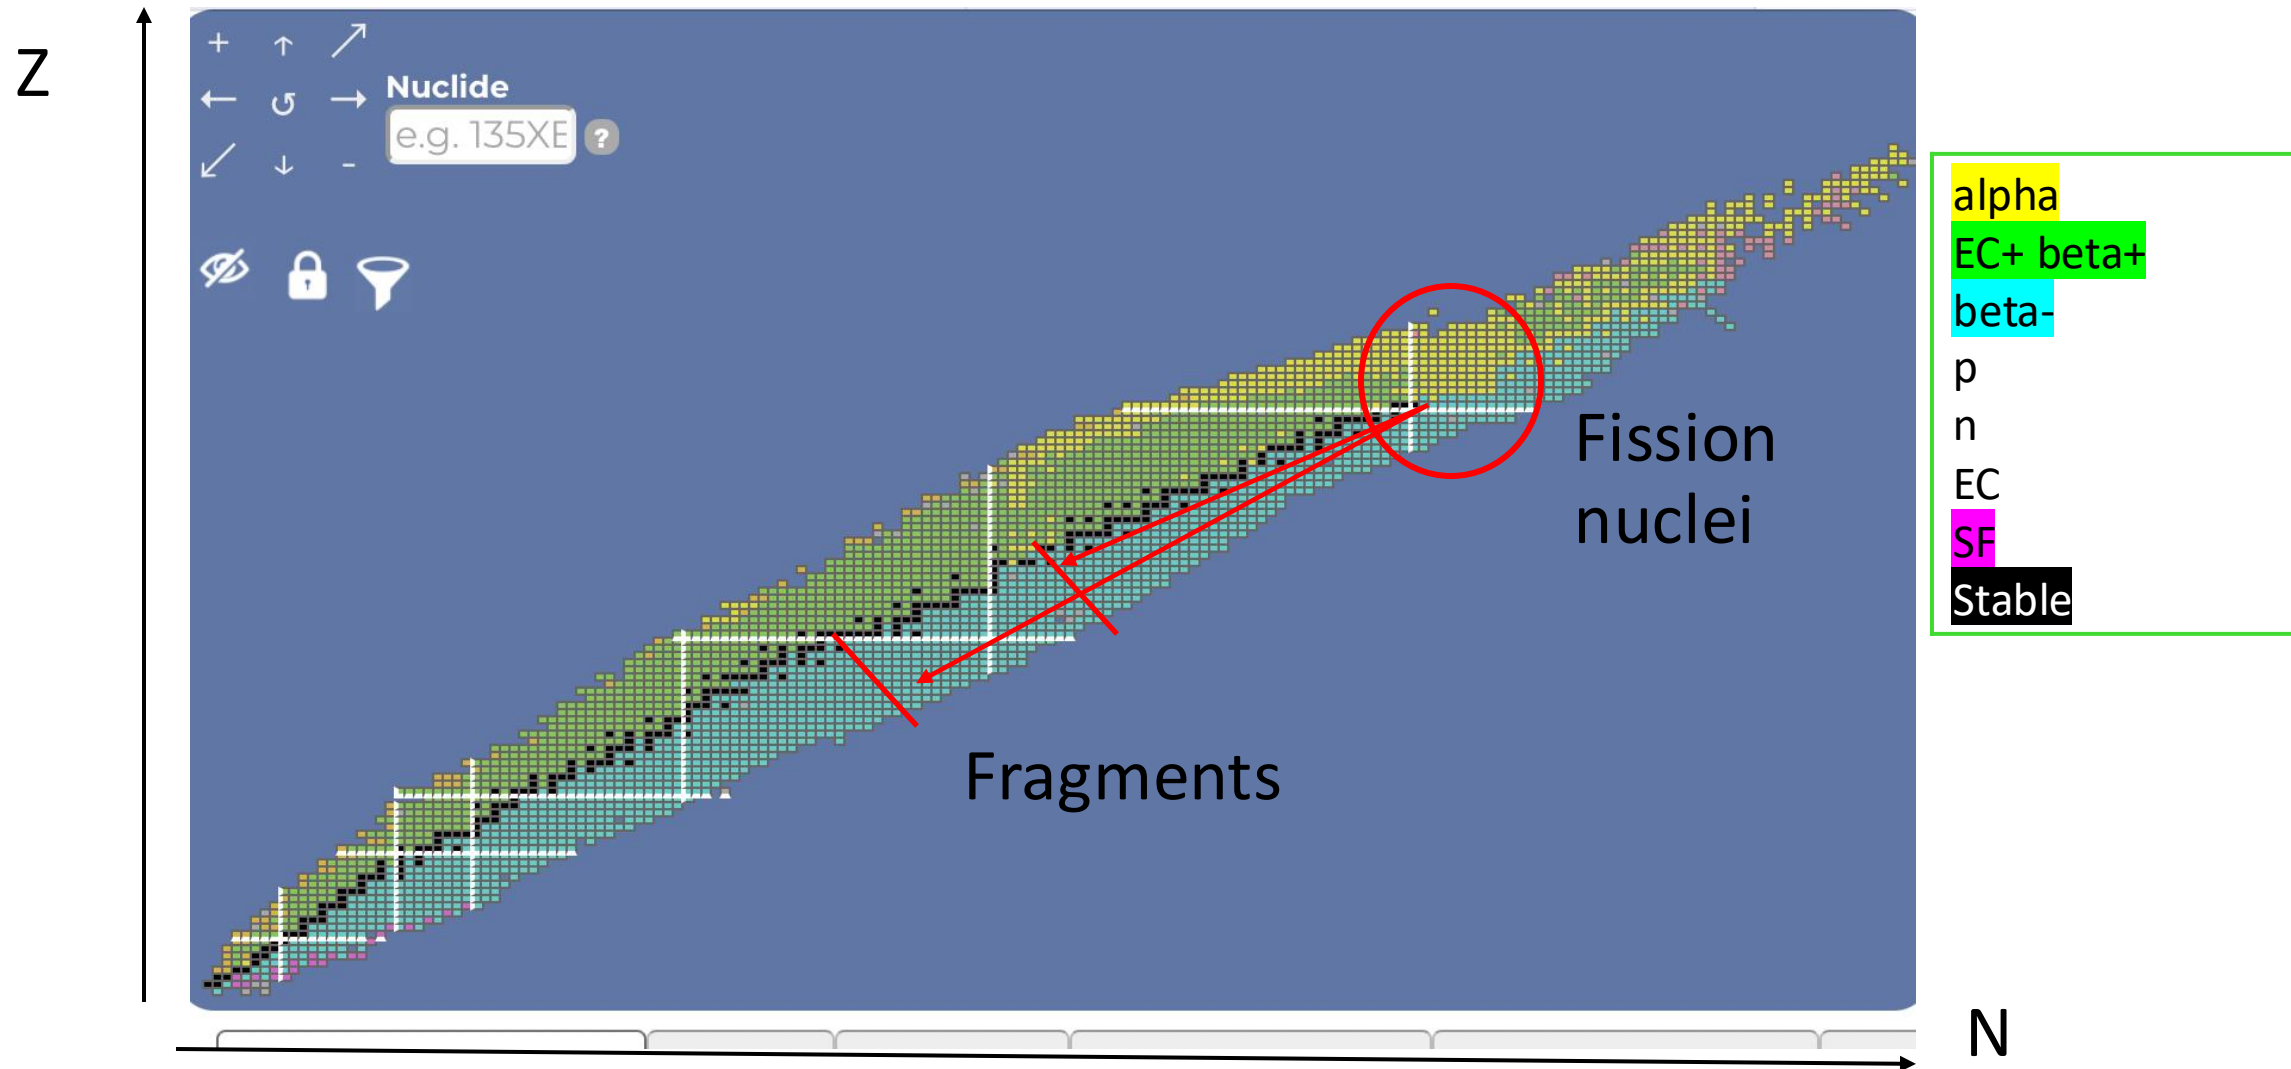 Z
Nuclide
e.g. 135XE
?
alpha
EC+ beta+
beta-
p
n
EC
SF
Stable
Fission
nuclei
Fragments
N